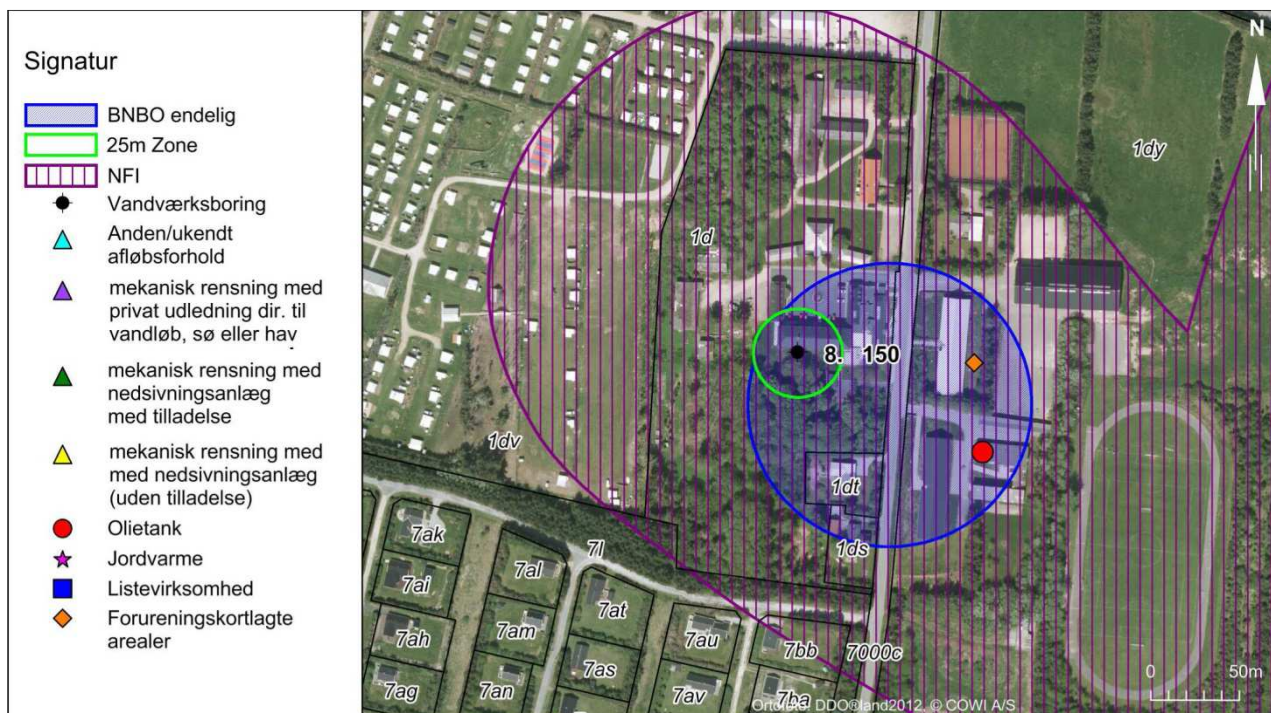 Signatur
BNBO endelig
25m Zone
NFI
Vandværksboring
Anden/ukendt
afløbsforhold
mekanisk rensning med
privat udledning dir. til
vandløb, sø eller hav
mekanisk rensning med
nedsivningsanlæg
med tilladelse
mekanisk rensning med
med nedsivningsanlæg
(uden tilladelse)
Olietank
Jordvarme
Listevirksomhed
Forureningskortlagte
arealer
N
1dy
1d
8. 150
1dv
1dt
1ds
7l
7ak
7al
7ai
7at
7ah
7am
7au
7bb
7000c
7as
7ag
7an
7av
7ba
0 50m
Ortofoto: DDO®land2012, © COWI A/S